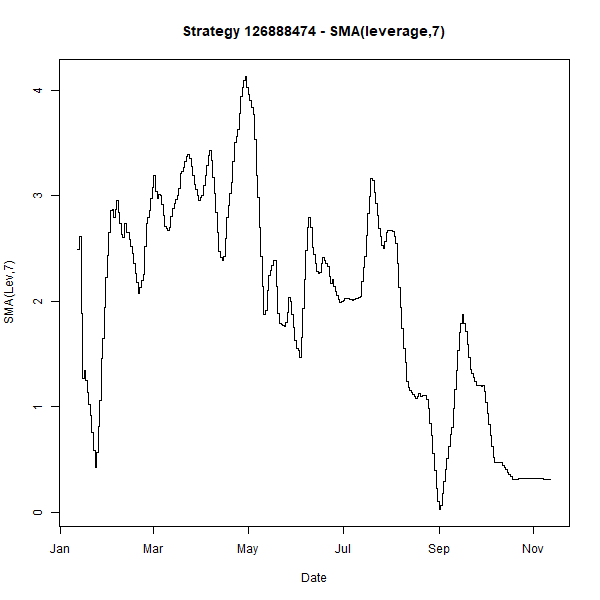 Strategy 126888474 - SMA(leverage,7)
SMA(Lev,7)
4
3
2
1
0
Jan Mar May Jul Sep Nov
Date